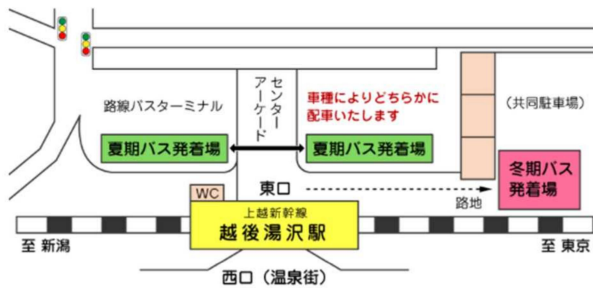 路線バスターミナル
センター
アーケード
車種によりどちらかに
配車いたします
(共同駐車場)
夏期バス発着場
夏期バス発着場
冬期バス
発着場
WC
東口
路地
上越新幹線
越後湯沢駅
至 新潟
至 東京
西口(温泉街)